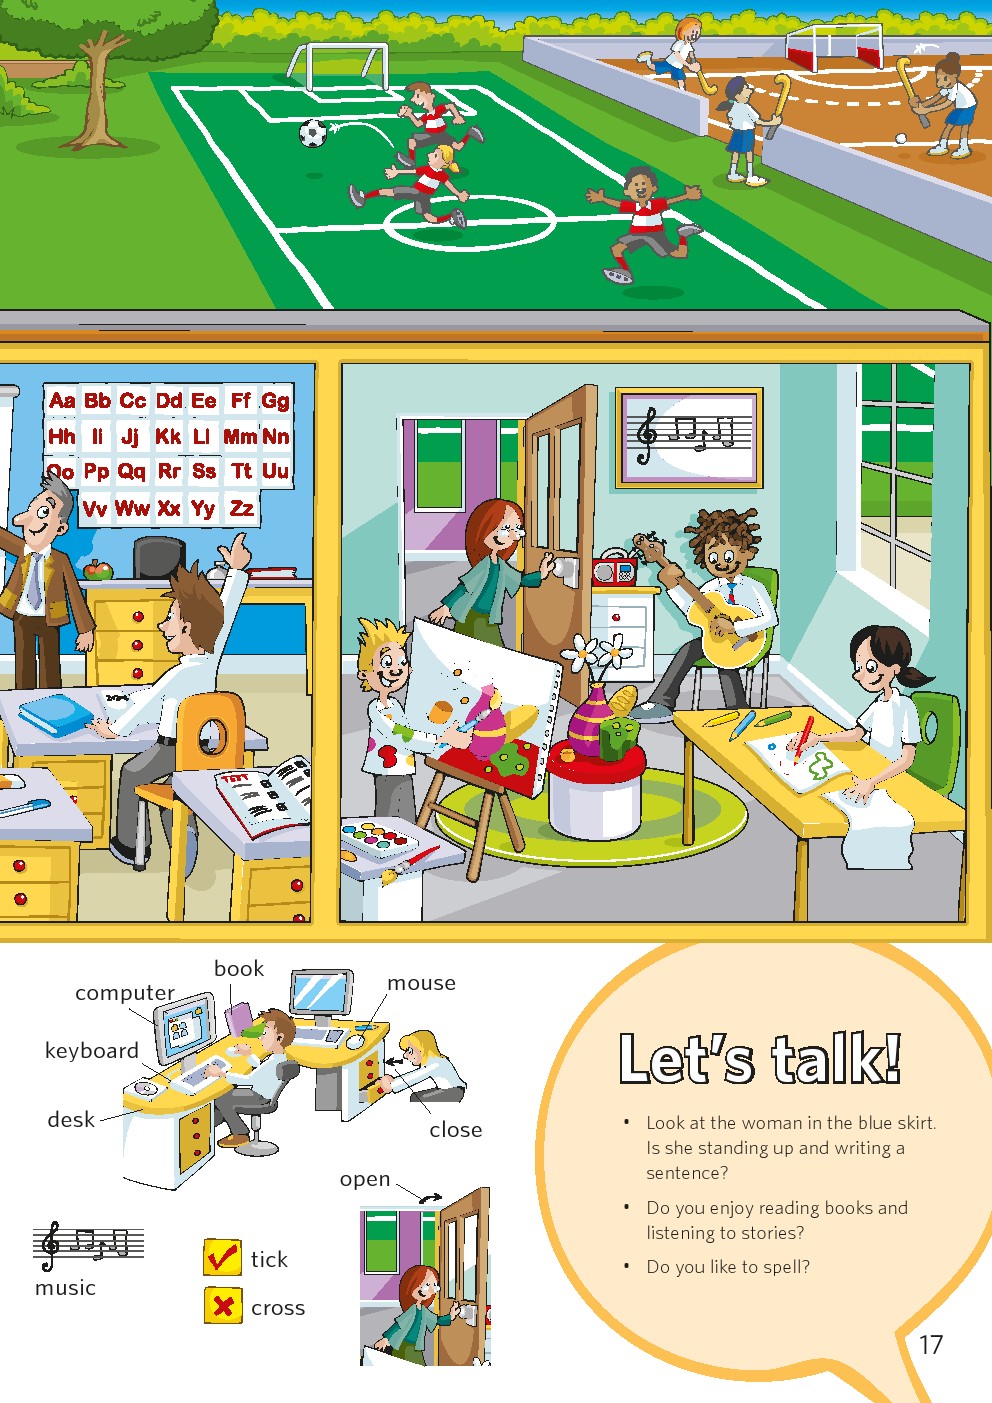 Aa Bb Cc Dd Ee Ff Gg
Hh Ii Jj Kk Ll Mm Nn
Oo Pp Qq Rr Ss Tt Uu
Vv Ww Xx Yy Zz
TEXT
book
computer
mouse
keyboard
desk
close
open
music
tick
cross
Let's talk!
• Look at the woman in the blue skirt.
Is she standing up and writing a
sentence?
• Do you enjoy reading books and
listening to stories?
• Do you like to spell?
17